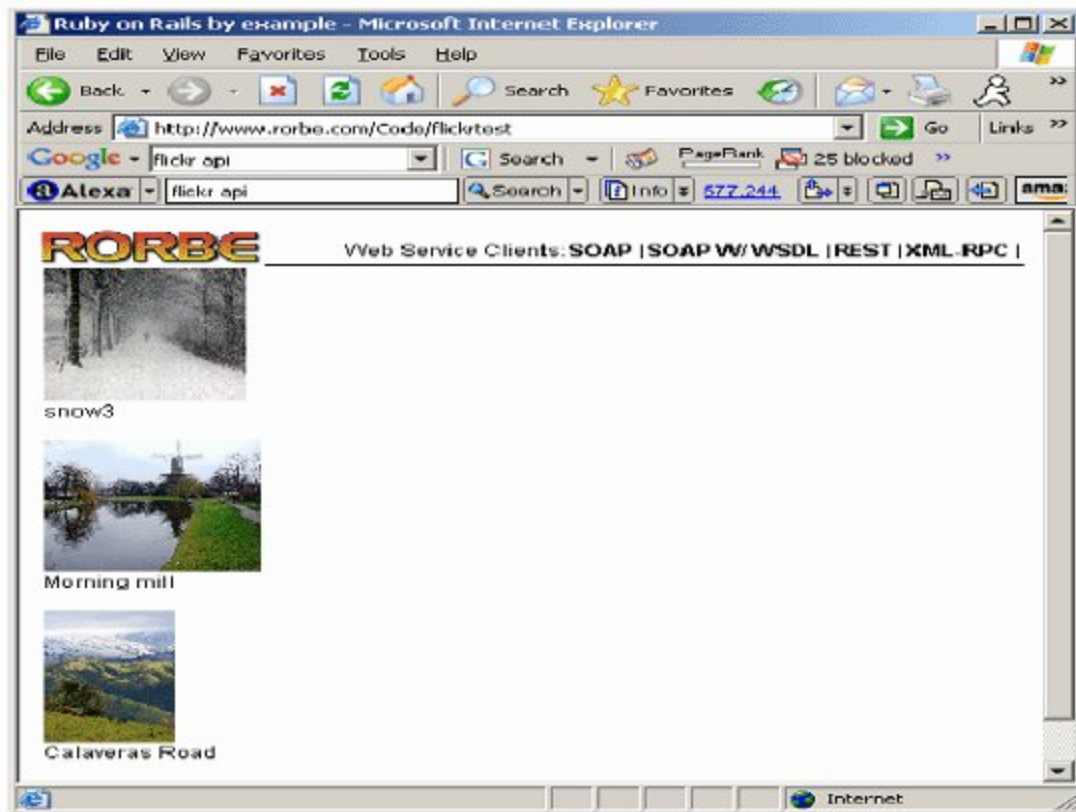 Ruby on Rails by example - Microsoft Internet Explorer
File Edit View Favorites Tools Help
Back Search Favorites
Address http://www.rorbe.com/Code/flickrtest Go Links
Google flickr api Search PageRank 25 blocked
Alexa flickr api Search Info 577,244 ama
RORBE Web Service Clients: SOAP | SOAP W/ WSDL | REST | XML-RPC |
snow3
Morning mill
Calaveras Road
Internet